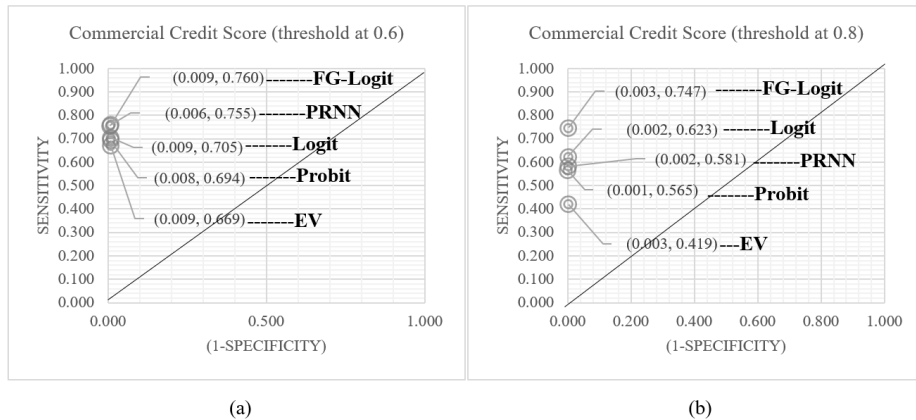 Commercial Credit Score (threshold at 0.6)
1.000
0.900
0.800
0.700
0.600
0.500
0.400
0.300
0.200
0.100
0.000
SENSITIVITY
(0.009, 0.760) FG-Logit
(0.006, 0.755) PRNN
(0.009, 0.705) Logit
(0.008, 0.694) Probit
(0.009, 0.669) EV
0.000 0.500 1.000
(1-SPECIFICITY)
(a)
Commercial Credit Score (threshold at 0.8)
1.000
0.900
0.800
0.700
0.600
0.500
0.400
0.300
0.200
0.100
0.000
SENSITIVITY
(0.003, 0.747) FG-Logit
(0.002, 0.623) Logit
(0.002, 0.581) PRNN
(0.001, 0.565) Probit
(0.003, 0.419) EV
0.000 0.200 0.400 0.600 0.800 1.000
(1-SPECIFICITY)
(b)